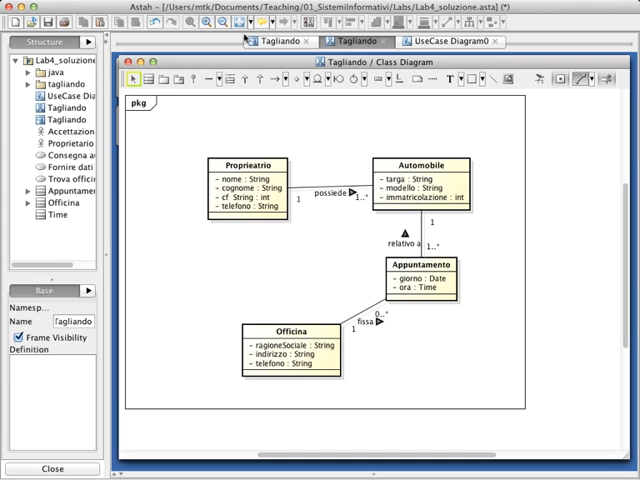 Astah – [/Users/mtk/Documents/Teaching/01_SistemiInformativi/Labs/Lab4_soluzione.asta] (*)
Structure
Tagliando
Tagliando
UseCase Diagram0
Lab4_soluzione
java
tagliando
UseCase Dia
Tagliando
Tagliando
Accettazion
Proprietario
Consegna a
Fornire dati
Trova offici
Appuntamen
Officina
Time
Tagliando / Class Diagram
pkg
Proprieatrio
– nome : String
– cognome : String
– cf String : int
– telefono : String
1
possiede
1..*
Automobile
– targa : String
– modello : String
– immatricolazione : int
1
relativo a
1..*
Appuntamento
– giorno : Date
– ora : Time
0..*
fissa
1
Officina
– ragioneSociale : String
– indirizzo : String
– telefono : String
Base
Namesp...
Name Tagliando
Frame Visibility
Definition
Close